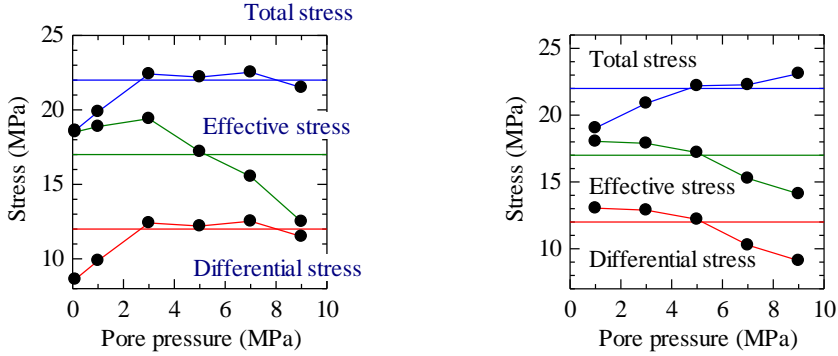 Total stress
25
20
15
10
Stress (MPa)
Effective stress
Differential stress
0
2
4
6
8
10
Pore pressure (MPa)
25
20
15
10
Stress (MPa)
Total stress
Effective stress
Differential stress
0
2
4
6
8
10
Pore pressure (MPa)